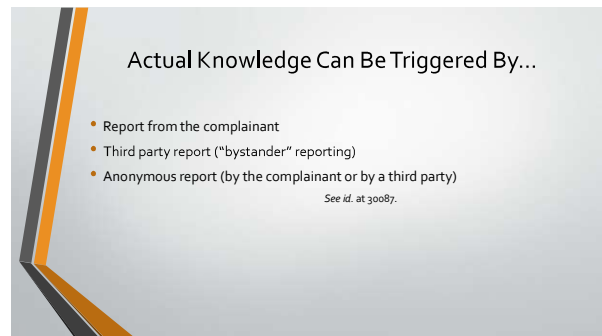 Actual Knowledge Can Be Triggered By…
• Report from the complainant
• Third party report (“bystander” reporting)
• Anonymous report (by the complainant or by a third party)
See id. at 30087.